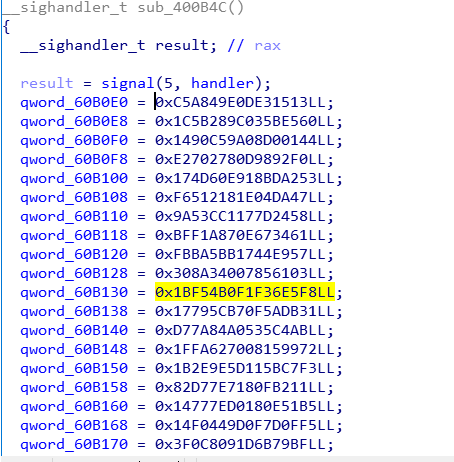 __sighandler_t sub_400B4C()
{
__sighandler_t result; // rax
result = signal(5, handler);
qword_60B0E0 = 0xC5A849E0DE31513LL;
qword_60B0E8 = 0x1C5B289C035BE560LL;
qword_60B0F0 = 0x1490C59A08D00144LL;
qword_60B0F8 = 0xE2702780D9892F0LL;
qword_60B100 = 0x174D60E918BDA253LL;
qword_60B108 = 0xF6512181E04DA47LL;
qword_60B110 = 0x9A53CC1177D2458LL;
qword_60B118 = 0xBFF1A870E673461LL;
qword_60B120 = 0xFBBA5BB1744E957LL;
qword_60B128 = 0x308A34007856103LL;
qword_60B130 = 0x1BF54B0F1F36E5F8LL;
qword_60B138 = 0x17795CB70F5ADB31LL;
qword_60B140 = 0xD77A84A0535C4ABLL;
qword_60B148 = 0x1FFA627008159972LL;
qword_60B150 = 0x1B2E9E5D115BC7F3LL;
qword_60B158 = 0x82D77E7180FB211LL;
qword_60B160 = 0x14777ED0180E51B5LL;
qword_60B168 = 0x14F0449D0F7D0FF5LL;
qword_60B170 = 0x3F0C8091D6B79BFLL;